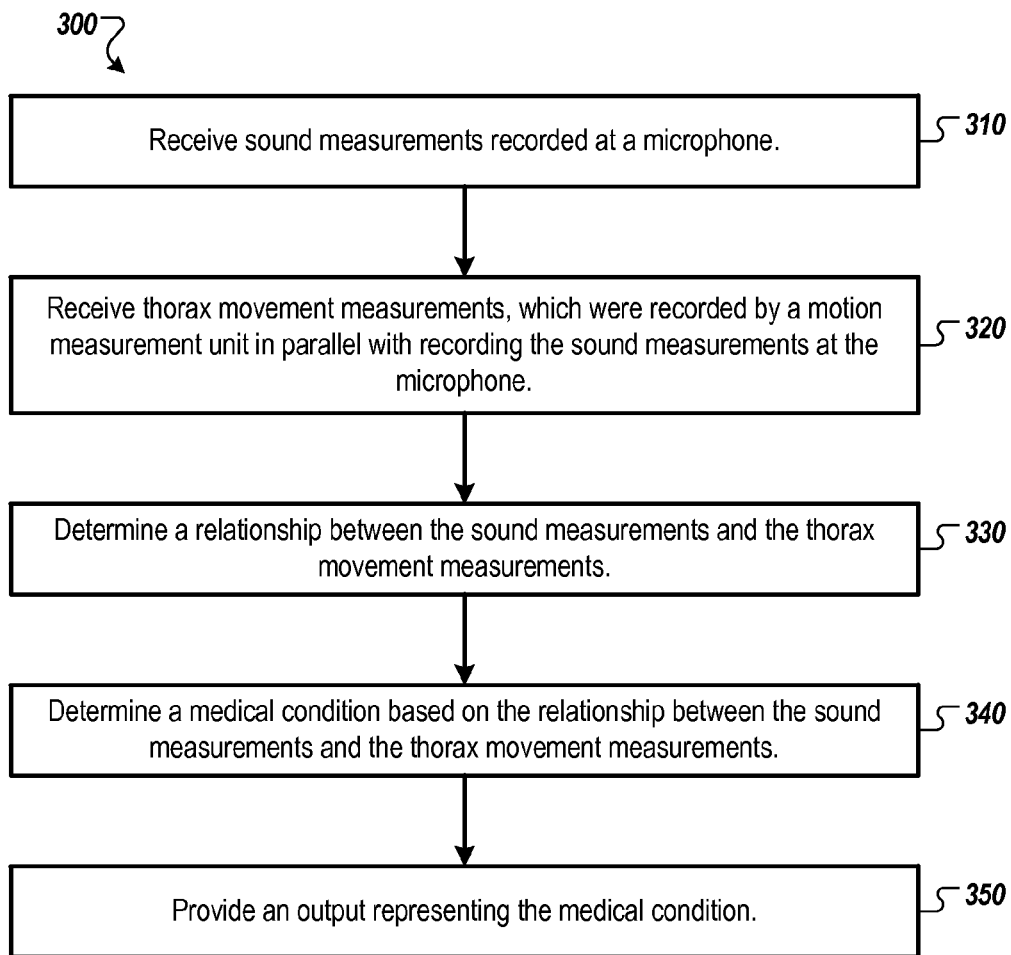 300
Receive sound measurements recorded at a microphone.
310
Receive thorax movement measurements, which were recorded by a motion
measurement unit in parallel with recording the sound measurements at the
microphone.
320
Determine a relationship between the sound measurements and the thorax
movement measurements.
330
Determine a medical condition based on the relationship between the sound
measurements and the thorax movement measurements.
340
Provide an output representing the medical condition.
350